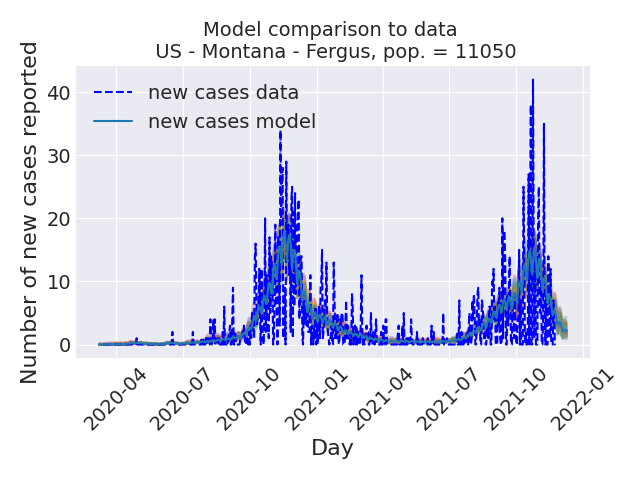 Model comparison to data
US - Montana - Fergus, pop. = 11050
Number of new cases reported
40
30
20
10
0
new cases data
new cases model
2020-04
2020-07
2020-10
2021-01
2021-04
2021-07
2021-10
2022-01
Day